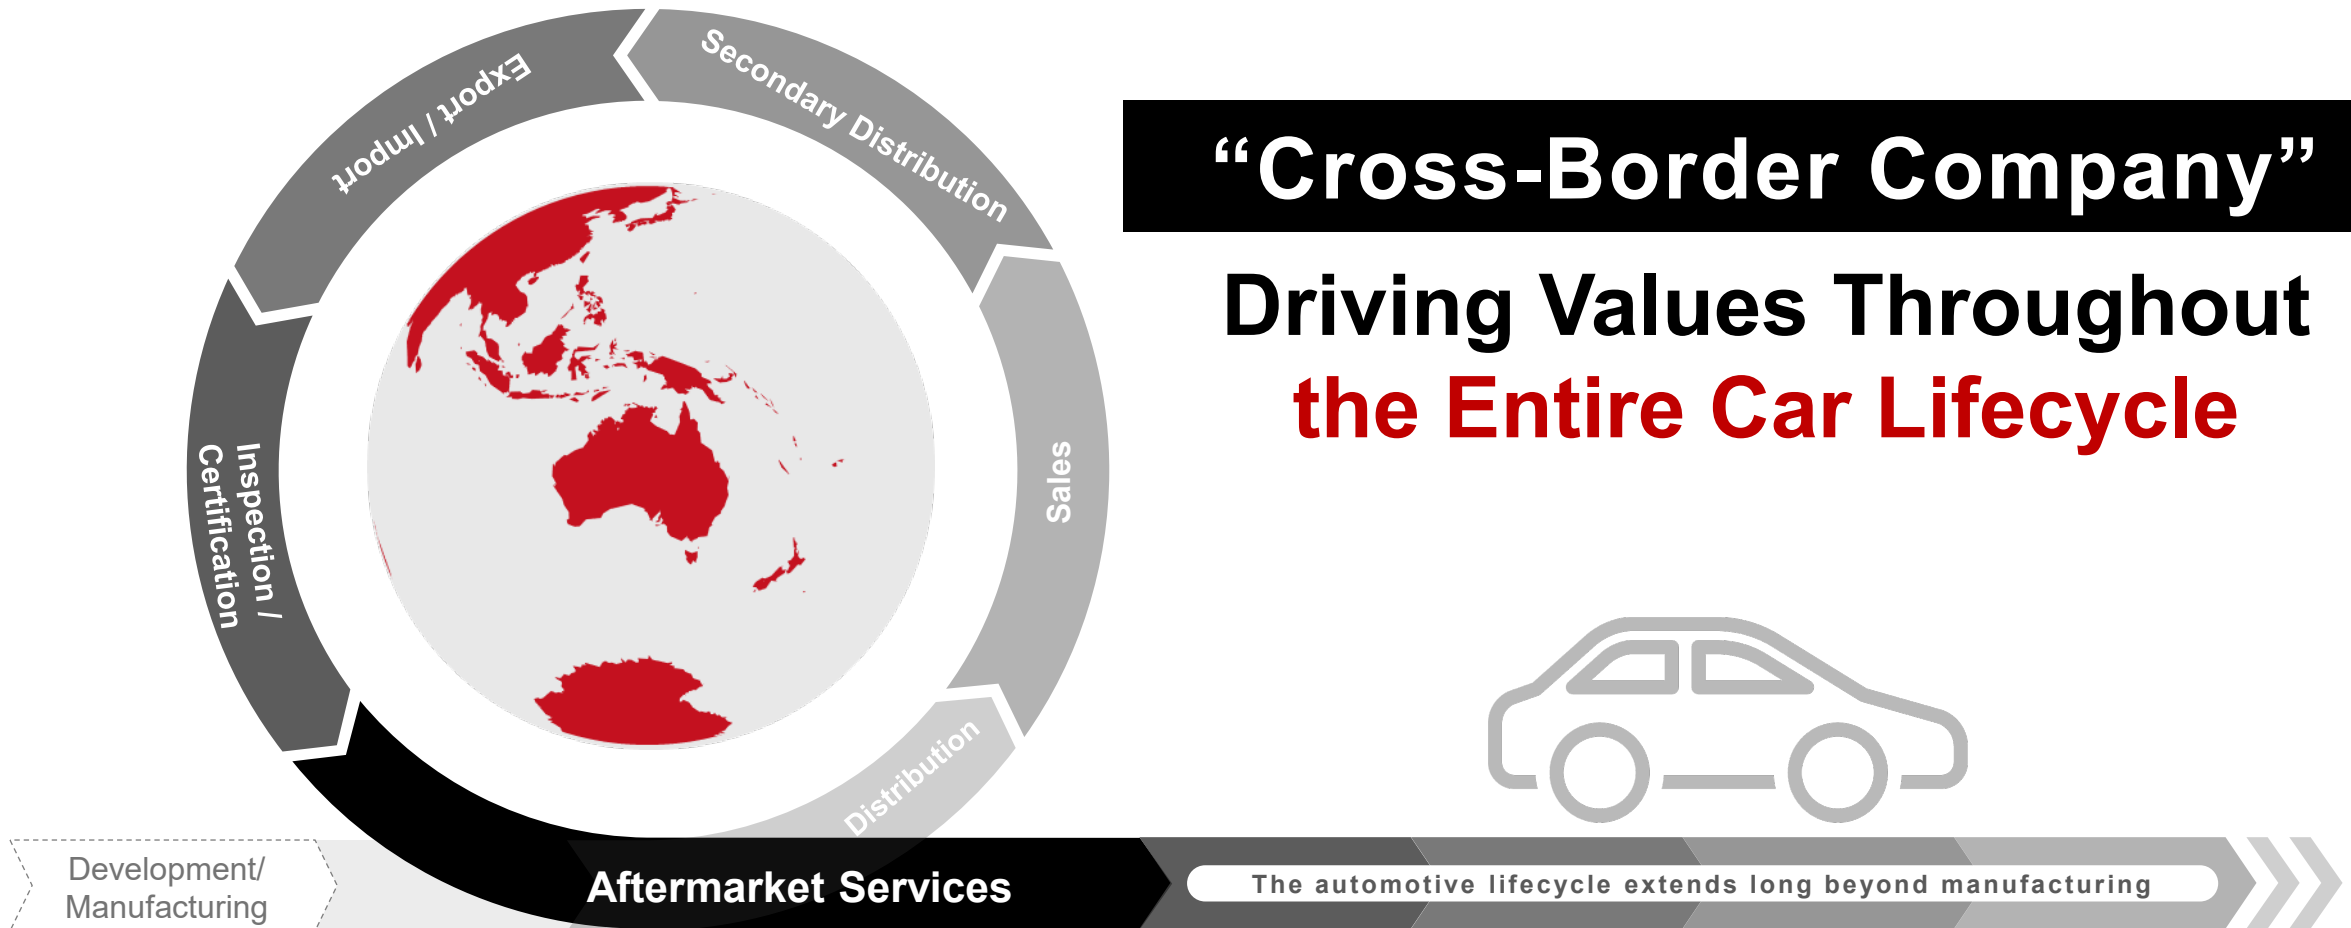 Secondary Distribution
Export / Import
Inspection /
Certification
Sales
Distribution
“Cross-Border Company”
Driving Values Throughout
the Entire Car Lifecycle
Development/
Manufacturing
Aftermarket Services
The automotive lifecycle extends long beyond manufacturing